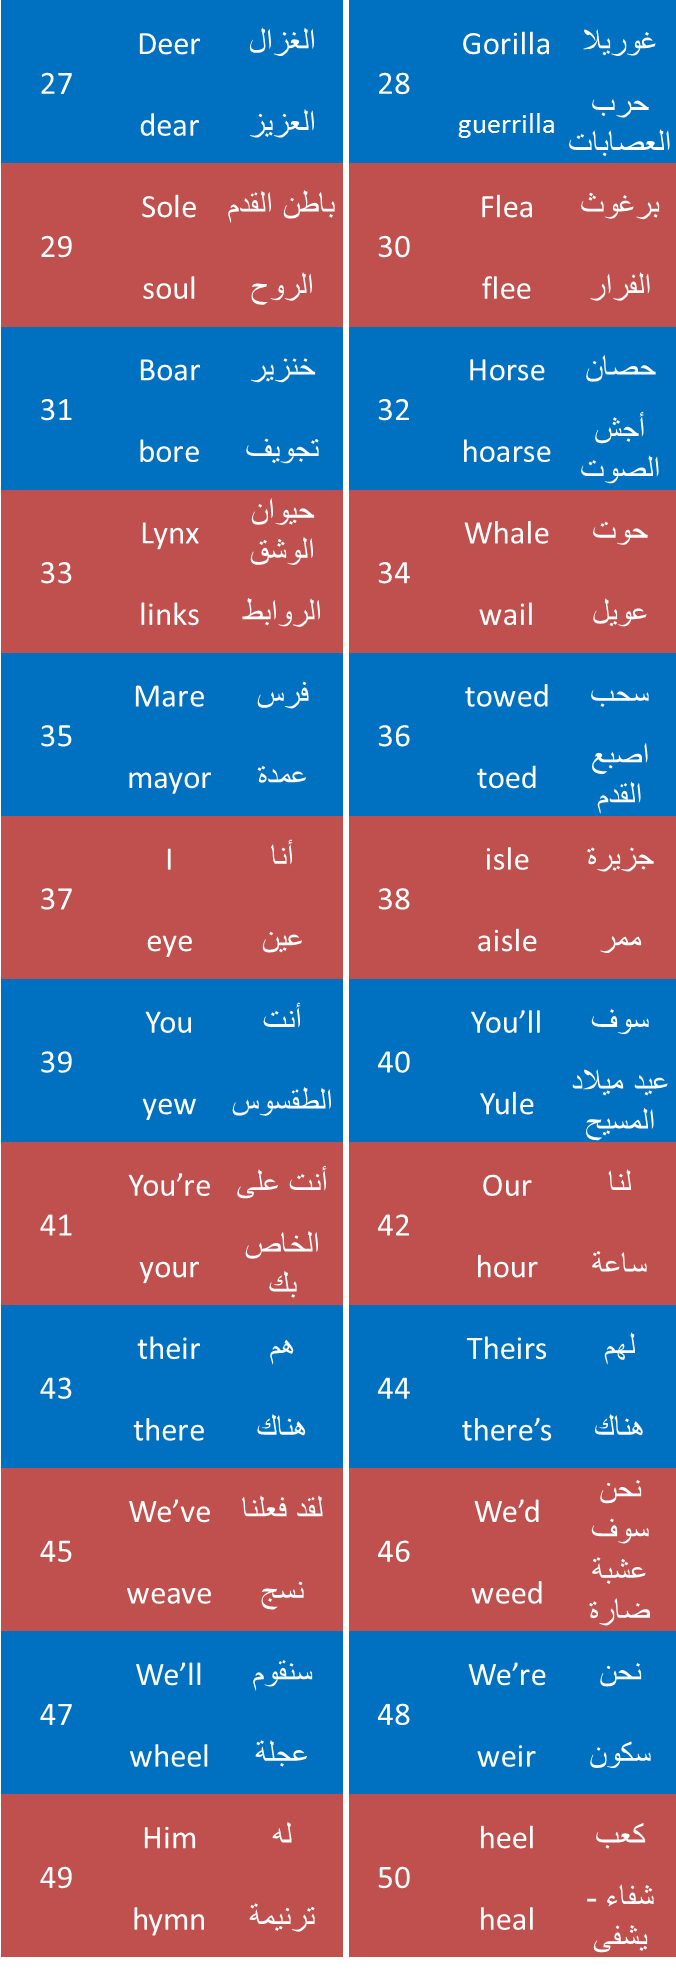 27
Deer الغزال
dear العزيز
28
Gorilla غوريلا
guerrilla حرب
العصابات
29
Sole باطن القدم
soul الروح
30
Flea برغوث
flee الفرار
31
Boar خنزير
bore تجويف
32
Horse حصان
hoarse أجش
الصوت
33
Lynx حيوان
الوشق
links الروابط
34
Whale حوت
wail عويل
35
Mare فرس
mayor عمدة
36
towed سحب
toed اصبع
القدم
37
I أنا
eye عين
38
isle جزيرة
aisle ممر
39
You أنت
yew الطقسوس
40
You’ll سوف
Yule عيد ميلاد
المسيح
41
You’re أنت على
your الخاص
بك
42
Our لنا
hour ساعة
43
their هم
there هناك
44
Theirs لهم
there’s هناك
45
We’ve لقد فعلنا
weave نسج
46
We’d نحن
سوف
weed عشبة
ضارة
47
We’ll سنقوم
wheel عجلة
48
We’re نحن
weir سكون
49
Him له
hymn ترنيمة
50
heel كعب
heal شفاء -
يشفى